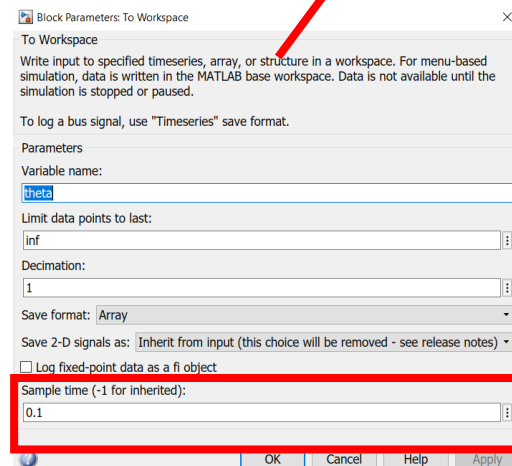 Block Parameters: To Workspace
To Workspace
Write input to specified timeseries, array, or structure in a workspace. For menu-based
simulation, data is written in the MATLAB base workspace. Data is not available until the
simulation is stopped or paused.
To log a bus signal, use "Timeseries" save format.
Parameters
Variable name:
theta
Limit data points to last:
inf
Decimation:
1
Save format: Array
Save 2-D signals as: Inherit from input (this choice will be removed - see release notes)
Log fixed-point data as a fi object
Sample time (-1 for inherited):
0.1
OK Cancel Help Apply